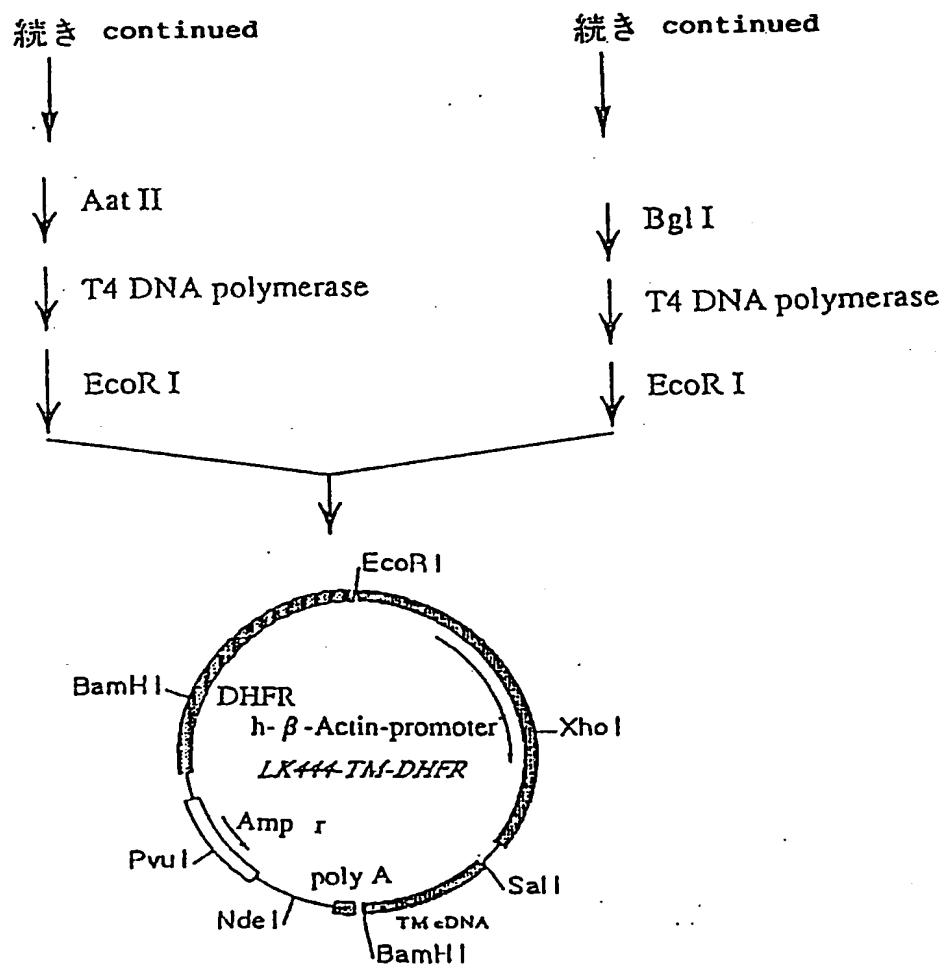 続き continued
続き continued
Aat II
Bgl I
T4 DNA polymerase
T4 DNA polymerase
EcoR I
EcoR I
EcoR I
BamH I
DHFR
h-β-Actin-promoter
Xho I
LK444-TM-DHFR
Amp r
Pvu I
poly A
Sal I
Nde I
TM cDNA
BamH I